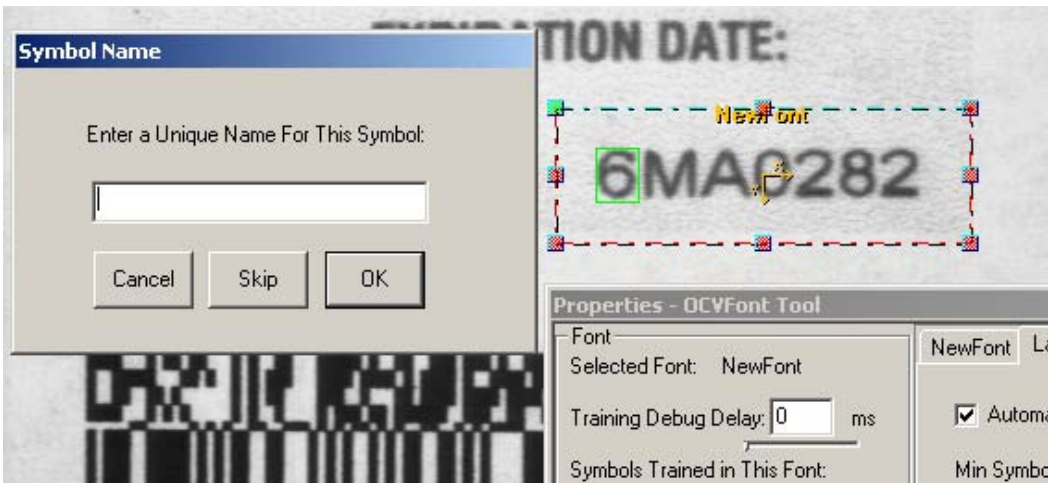 TION DATE:
Symbol Name
Enter a Unique Name For This Symbol:
Cancel
Skip
OK
NewFont
6MA0282
Properties - OCVFont Tool
Font
Selected Font: NewFont
Training Debug Delay: 0 ms
Symbols Trained in This Font:
NewFont
La
Automa
Min Symbo